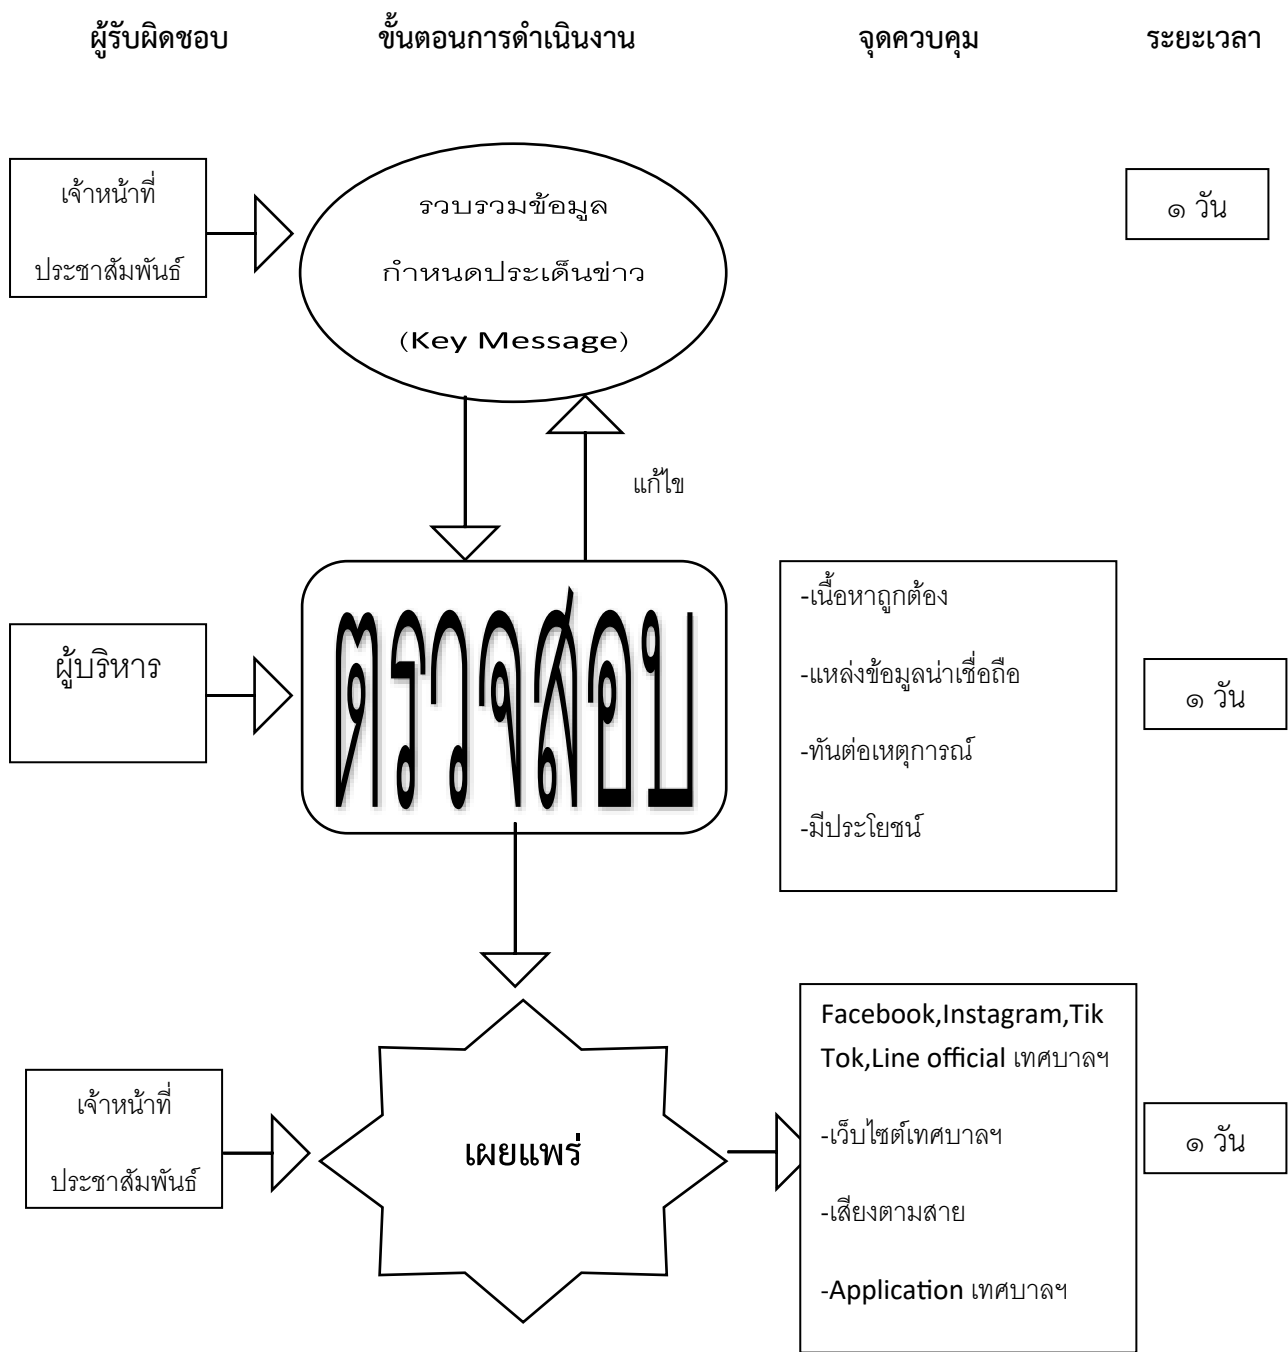 ผู้รับผิดชอบ ขั้นตอนการดำเนินงาน จุดควบคุม ระยะเวลา
เจ้าหน้าที่
ประชาสัมพันธ์
รวบรวมข้อมูล
กำหนดประเด็นข่าว
(Key Message)
๑ วัน
แก้ไข
ผู้บริหาร
ตรวจสอบ
-เนื้อหาถูกต้อง
-แหล่งข้อมูลน่าเชื่อถือ
-ทันต่อเหตุการณ์
-มีประโยชน์
๑ วัน
เจ้าหน้าที่
ประชาสัมพันธ์
เผยแพร่
Facebook,Instagram,Tik
Tok,Line official เทศบาลฯ
-เว็บไซต์เทศบาลฯ
-เสียงตามสาย
-Application เทศบาลฯ
๑ วัน